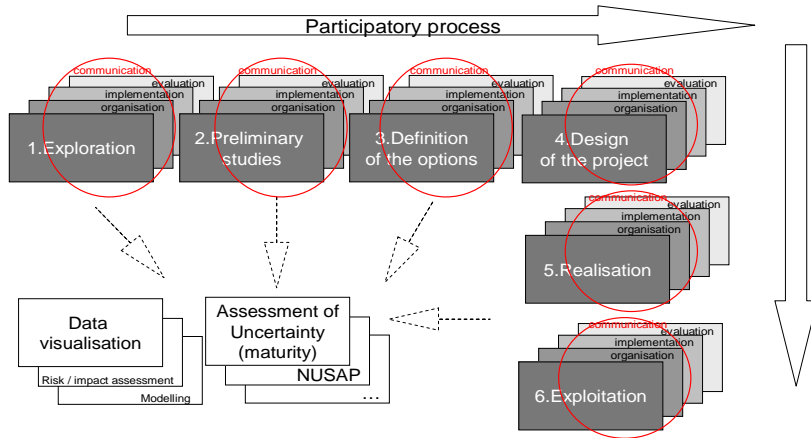 Participatory process
communication
evaluation
implementation
organisation
1.Exploration
communication
evaluation
implementation
organisation
2.Preliminary
studies
communication
evaluation
implementation
organisation
3.Definition
of the options
communication
evaluation
implementation
organisation
4.Design
of the project
communication
evaluation
implementation
organisation
5.Realisation
communication
evaluation
implementation
organisation
6.Exploitation
Data
visualisation
Risk / impact assessment
Modelling
Assessment of
Uncertainty
(maturity)
NUSAP
...